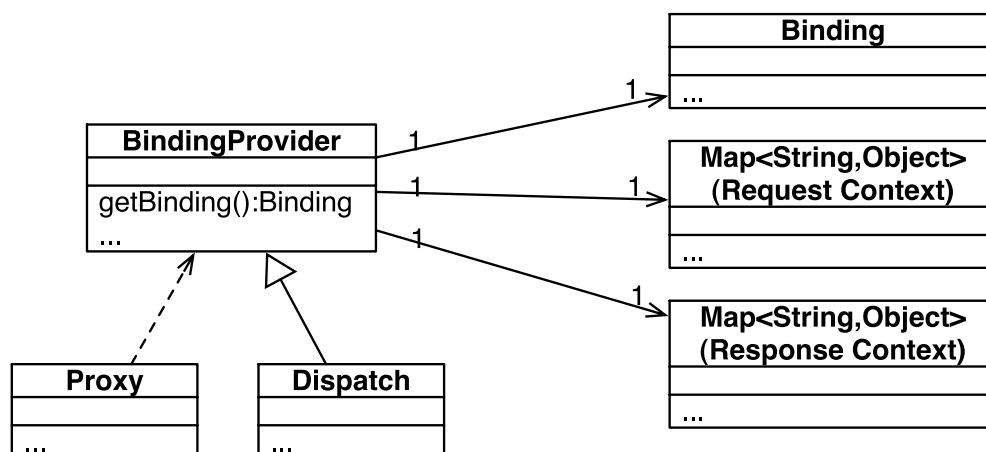 Binding
...
1
1
BindingProvider
getBinding():Binding
...
1
1
Map<String,Object>
(Request Context)
...
1
1
Map<String,Object>
(Response Context)
...
Proxy
...
Dispatch
...